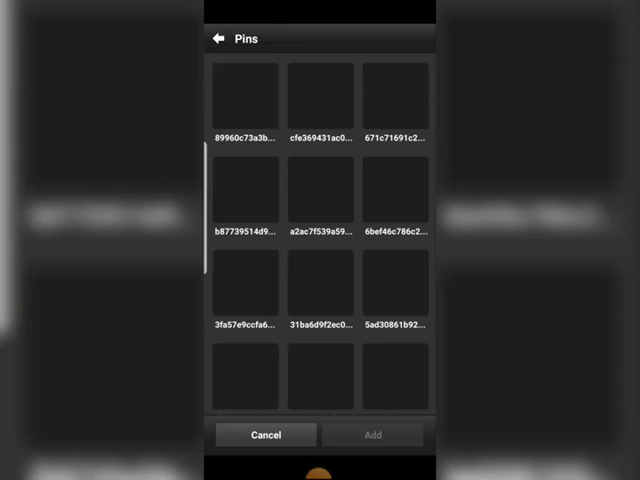 Pins
89960c73a3b... cfe369431ac0... 671c71691c2...
b87739514d9... a2ac7f539a59... 6bef46c786c2...
3fa57e9ccfa6... 31ba6d9f2ec0... 5ad30861b92...
Cancel Add